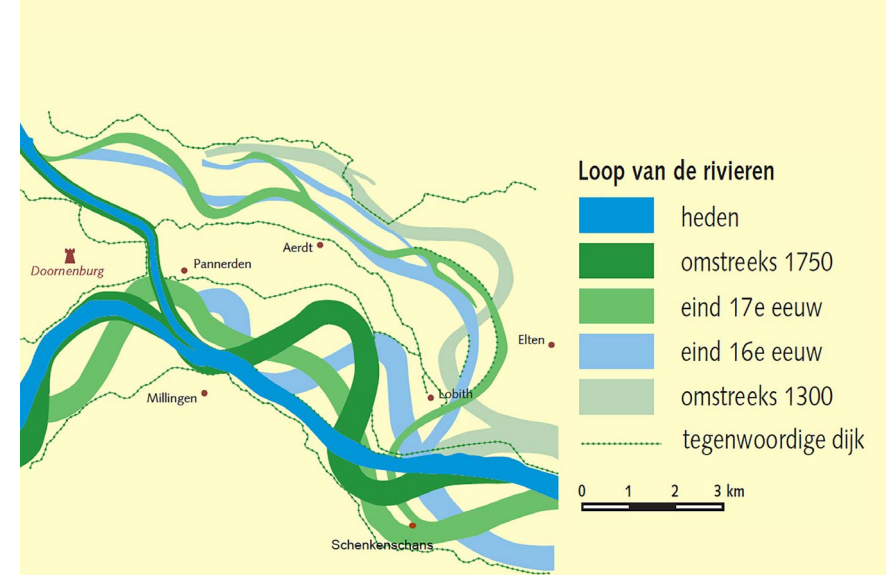 Loop van de rivieren
heden
omstreeks 1750
eind 17e eeuw
eind 16e eeuw
omstreeks 1300
tegenwoordige dijk
0 1 2 3 km
Aerdt
Pannerden
Doornenburg
Elten
Millingen
Lobith
Schenkenschans